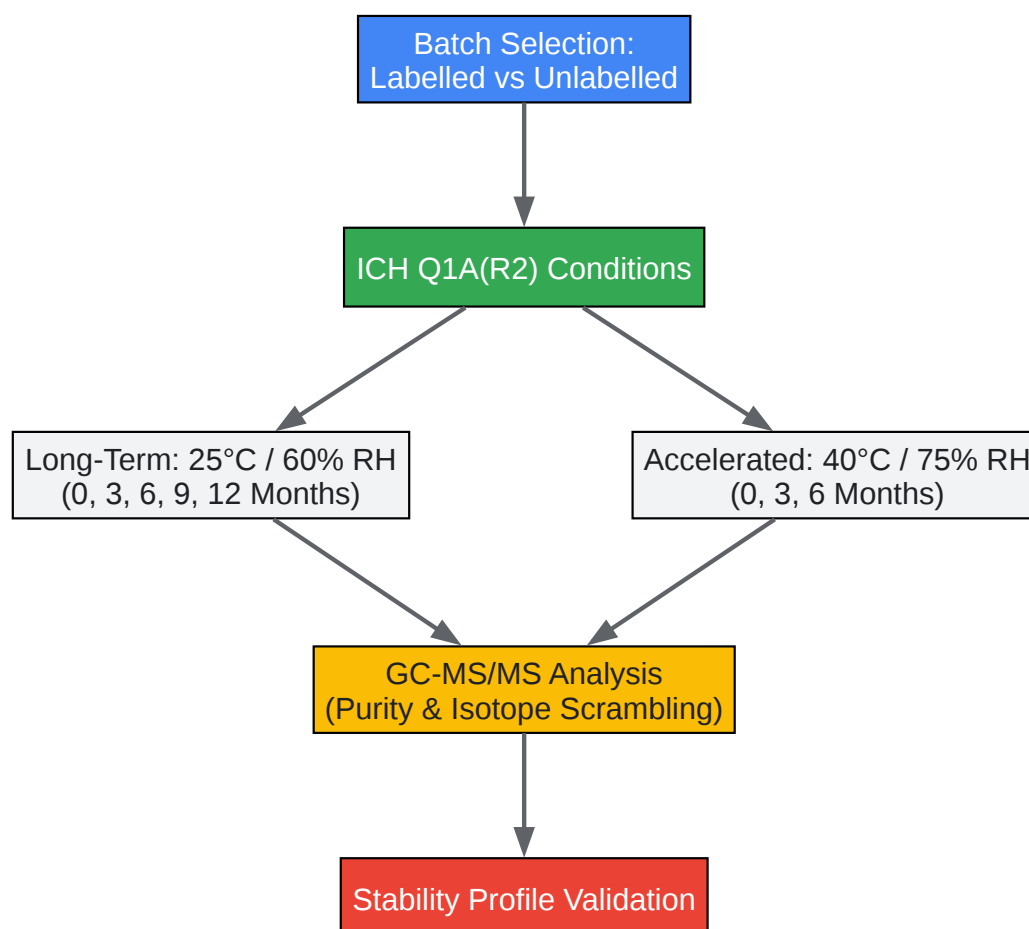 Batch Selection:
Labelled vs Unlabelled
ICH Q1A(R2) Conditions
Long-Term: 25°C / 60% RH
(0, 3, 6, 9, 12 Months)
Accelerated: 40°C / 75% RH
(0, 3, 6 Months)
GC-MS/MS Analysis
(Purity & Isotope Scrambling)
Stability Profile Validation